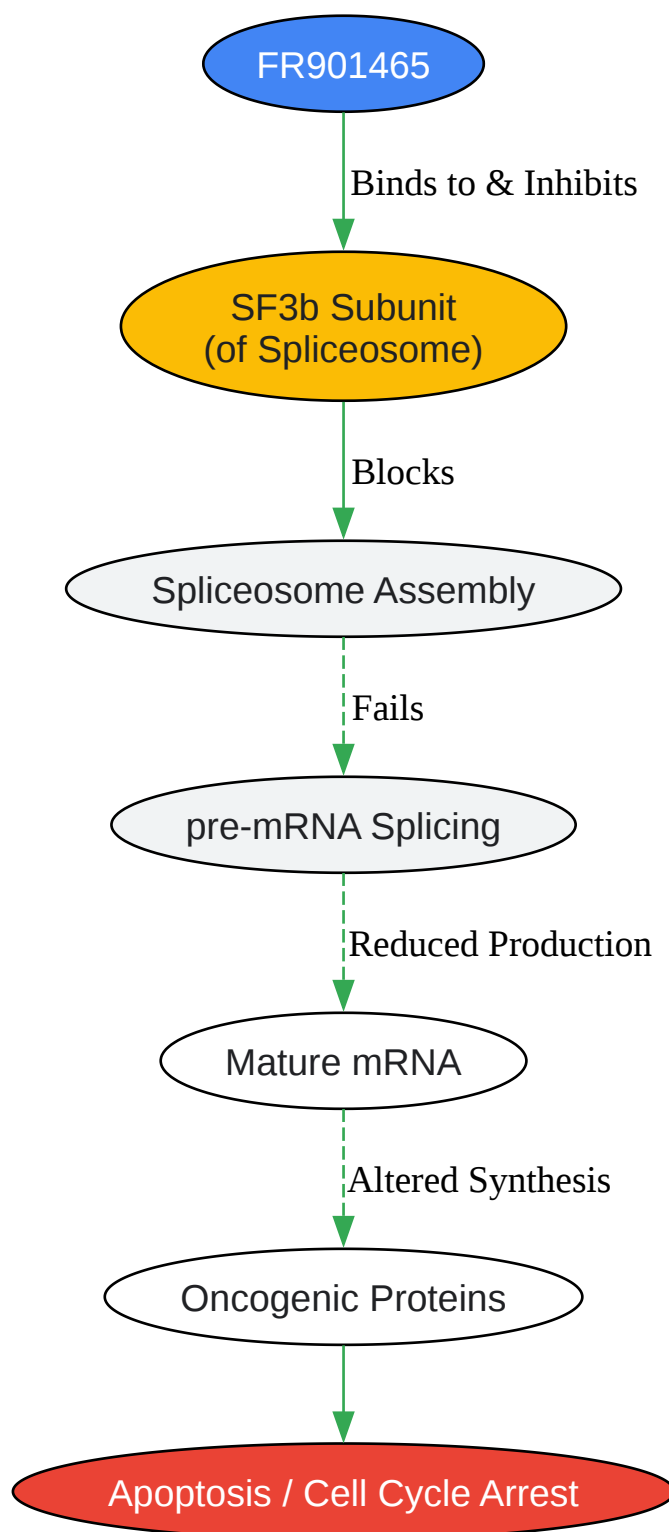 FR901465
Binds to & Inhibits
SF3b Subunit
(of Spliceosome)
Blocks
Spliceosome Assembly
Fails
pre-mRNA Splicing
Reduced Production
Mature mRNA
Altered Synthesis
Oncogenic Proteins
Apoptosis / Cell Cycle Arrest